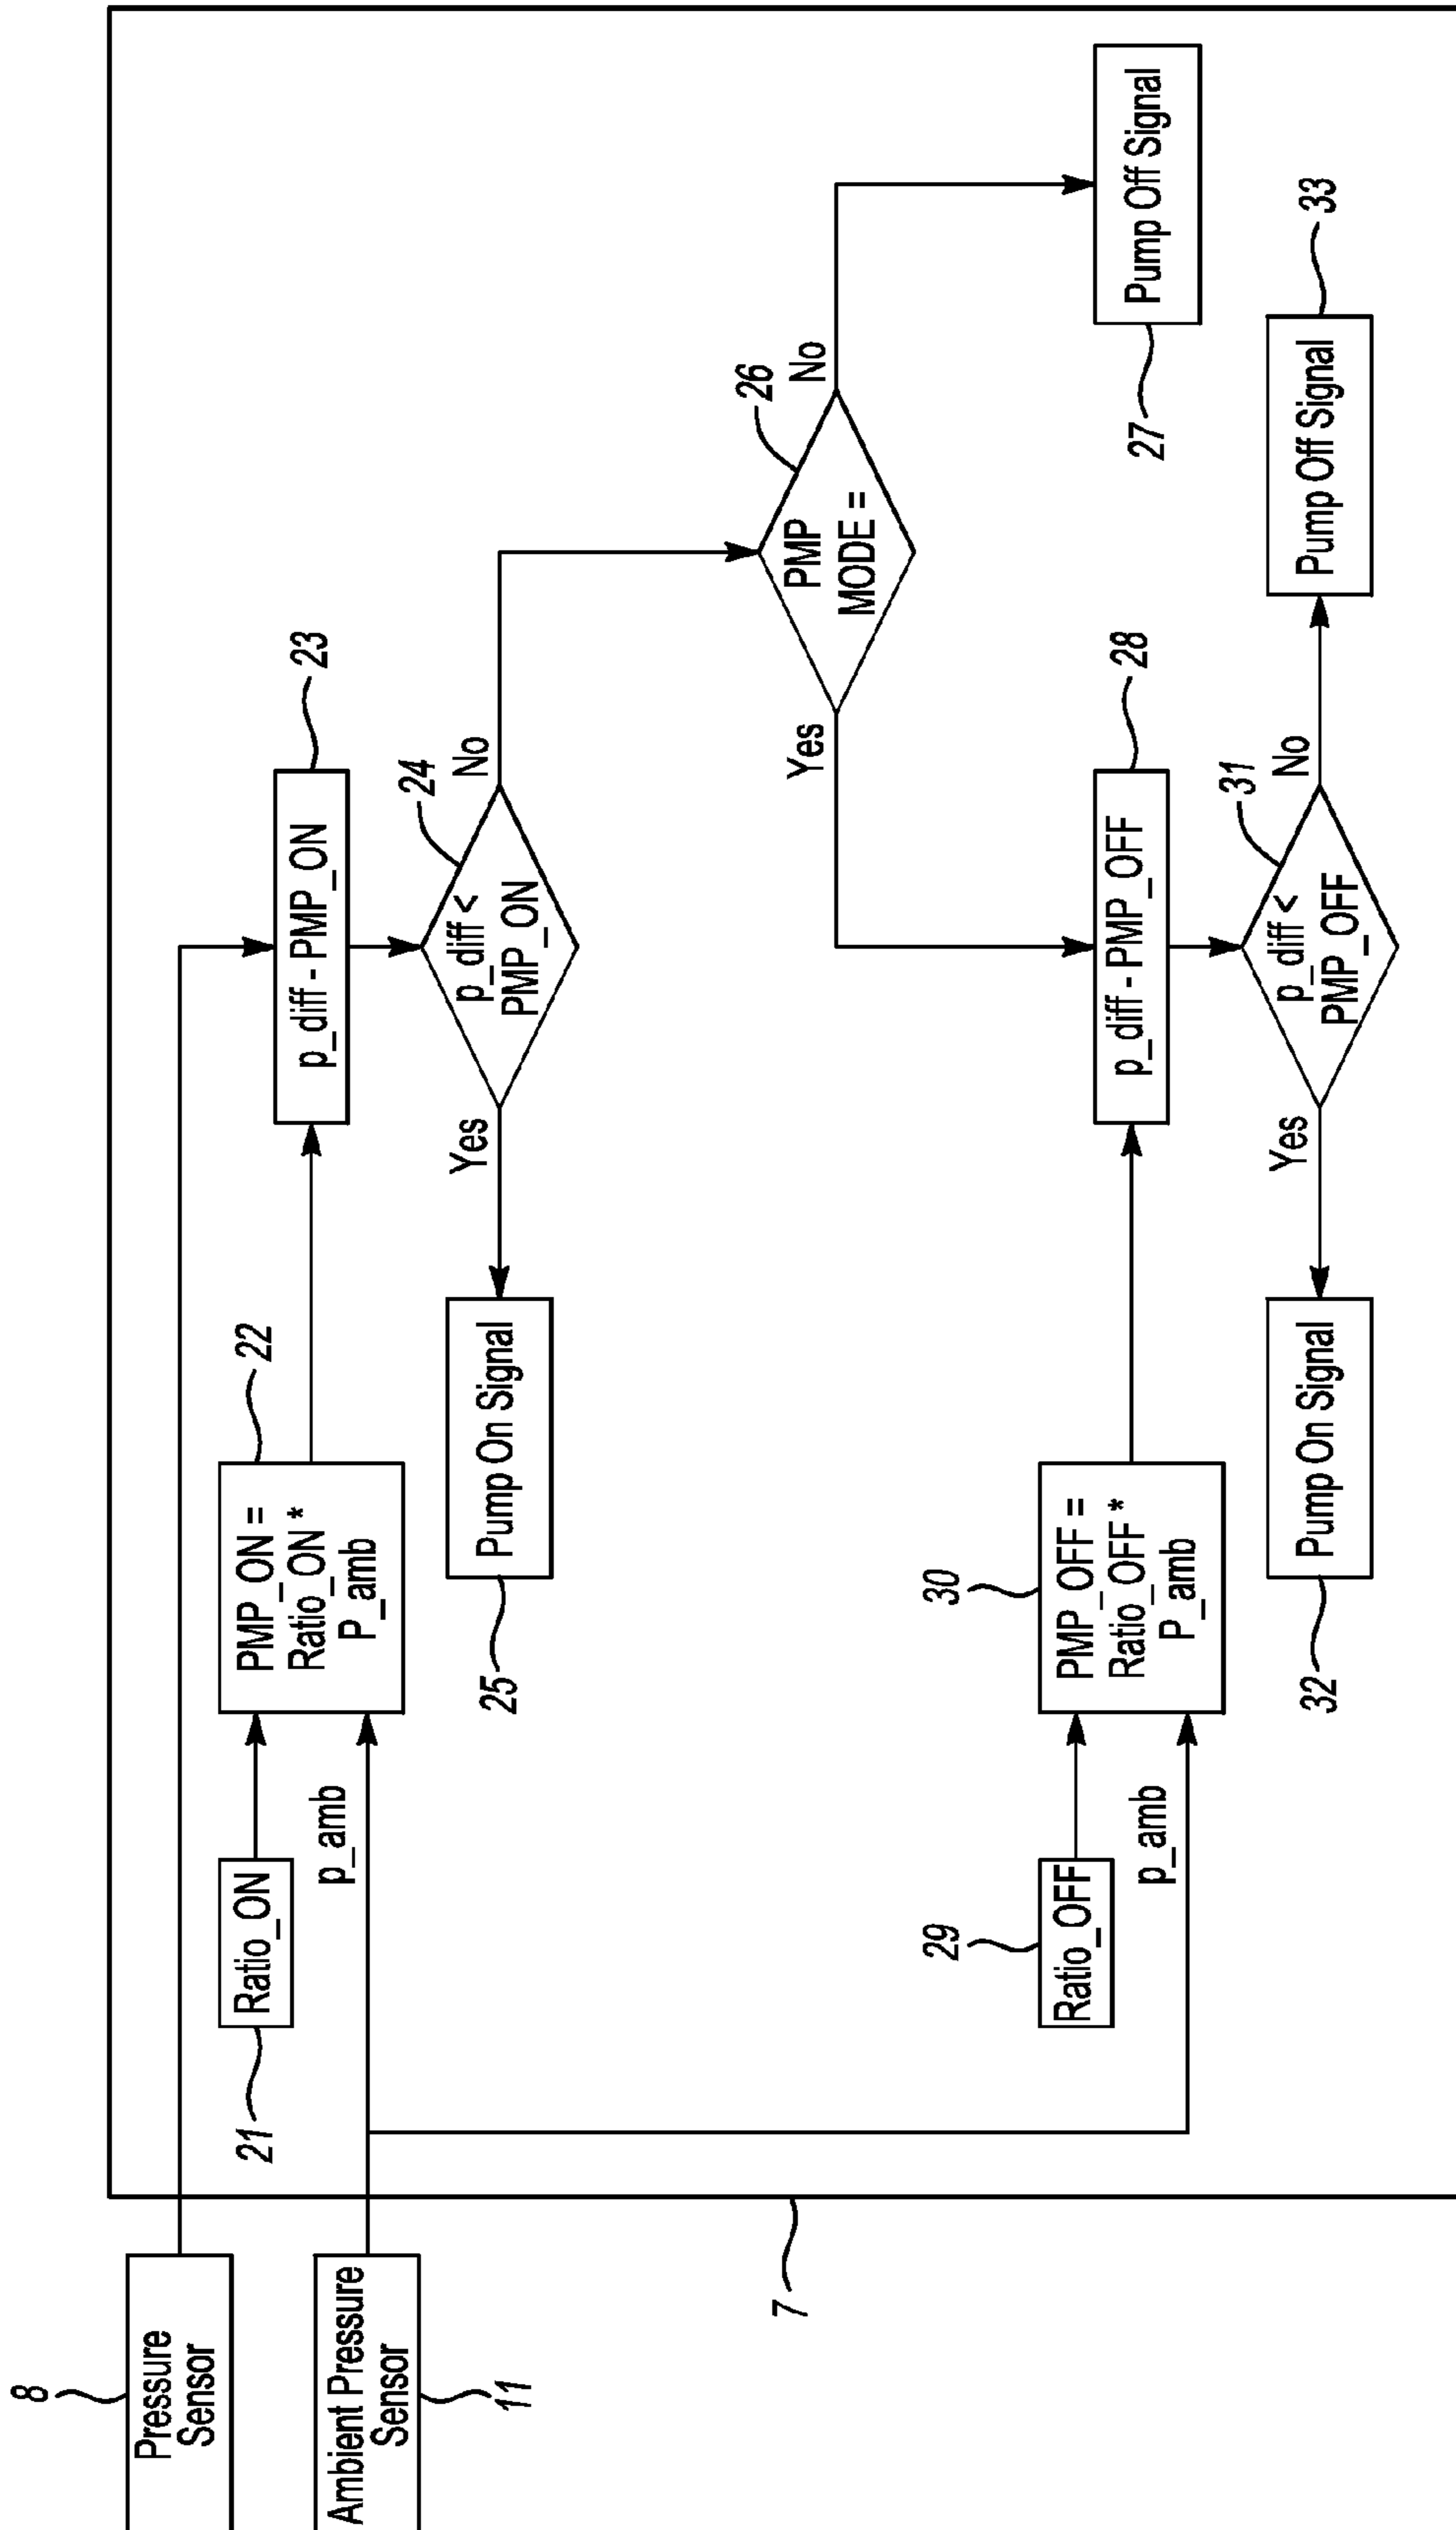 8
Pressure
Sensor
Ambient Pressure
Sensor
11
7
21
Ratio_ON
p_amb
22
PMP_ON =
Ratio_ON *
P_amb
23
p_diff - PMP_ON
24
p_diff <
PMP_ON
Yes
No
25
Pump On Signal
26
PMP
MODE =
Yes
No
27
Pump Off Signal
28
p_diff - PMP_OFF
29
Ratio_OFF
p_amb
30
PMP_OFF =
Ratio_OFF *
P_amb
31
p_diff <
PMP_OFF
Yes
No
32
Pump On Signal
33
Pump Off Signal